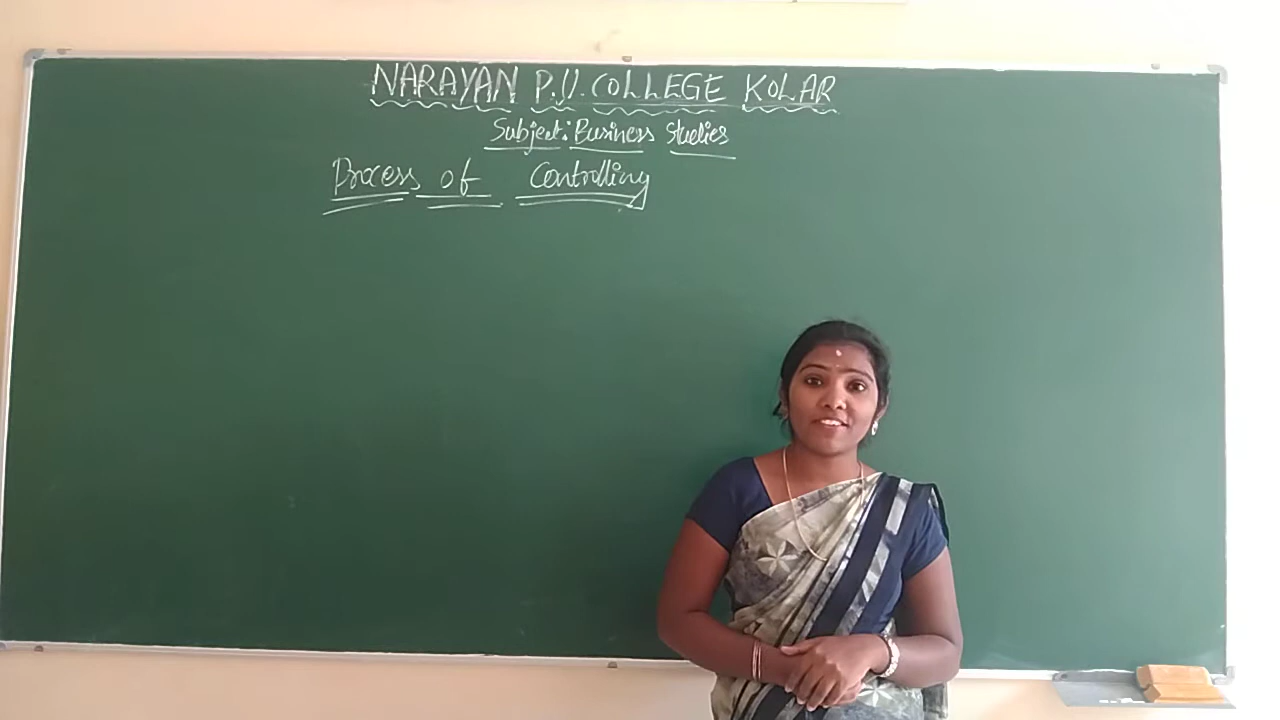 NARAYAN P.U. COLLEGE KOLAR
Subject: Business Studies
Process of Controlling